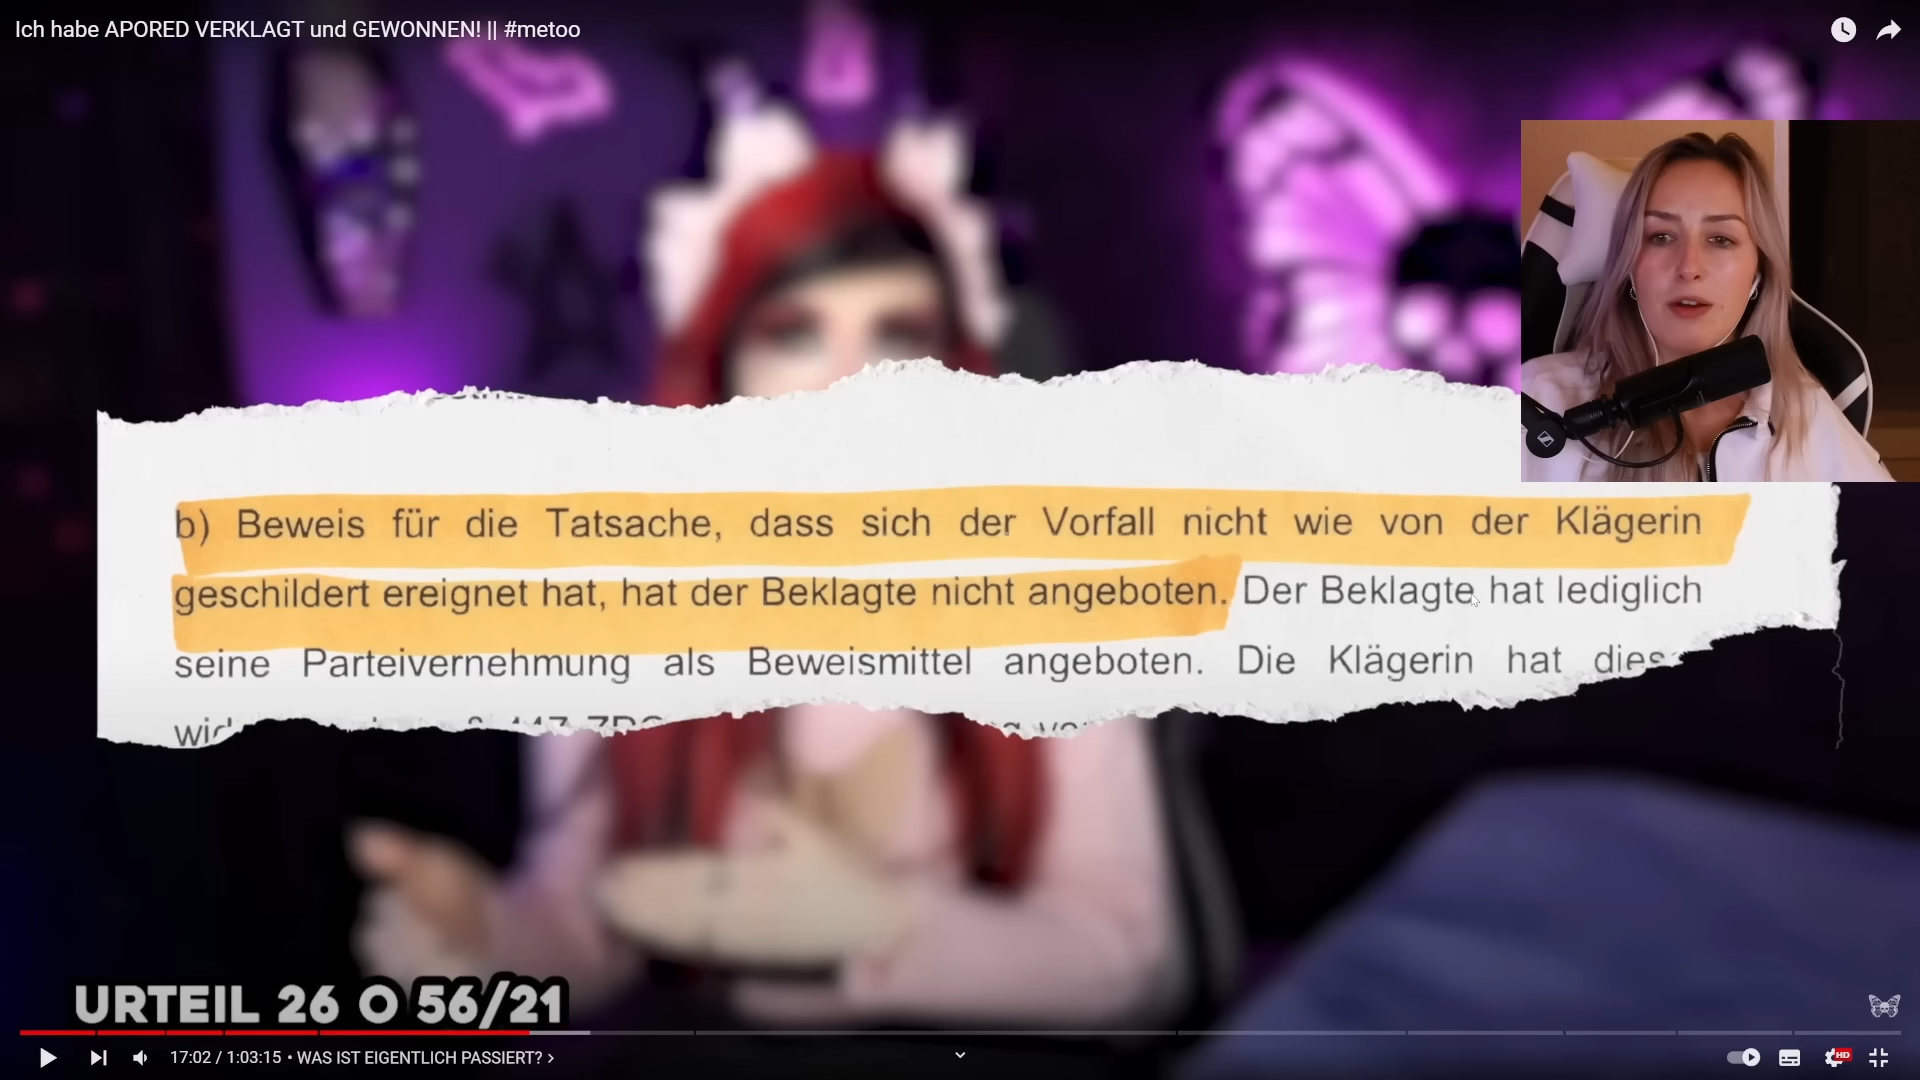 Ich habe APORED VERKLAGT und GEWONNEN! || #metoo
b) Beweis für die Tatsache, dass sich der Vorfall nicht wie von der Klägerin
geschildert ereignet hat, hat der Beklagte nicht angeboten. Der Beklagte hat lediglich
seine Parteivernehmung als Beweismittel angeboten. Die Klägerin hat
URTEIL 26 O 56/21
17:02 / 1:03:15 • WAS IST EIGENTLICH PASSIERT? >
HD